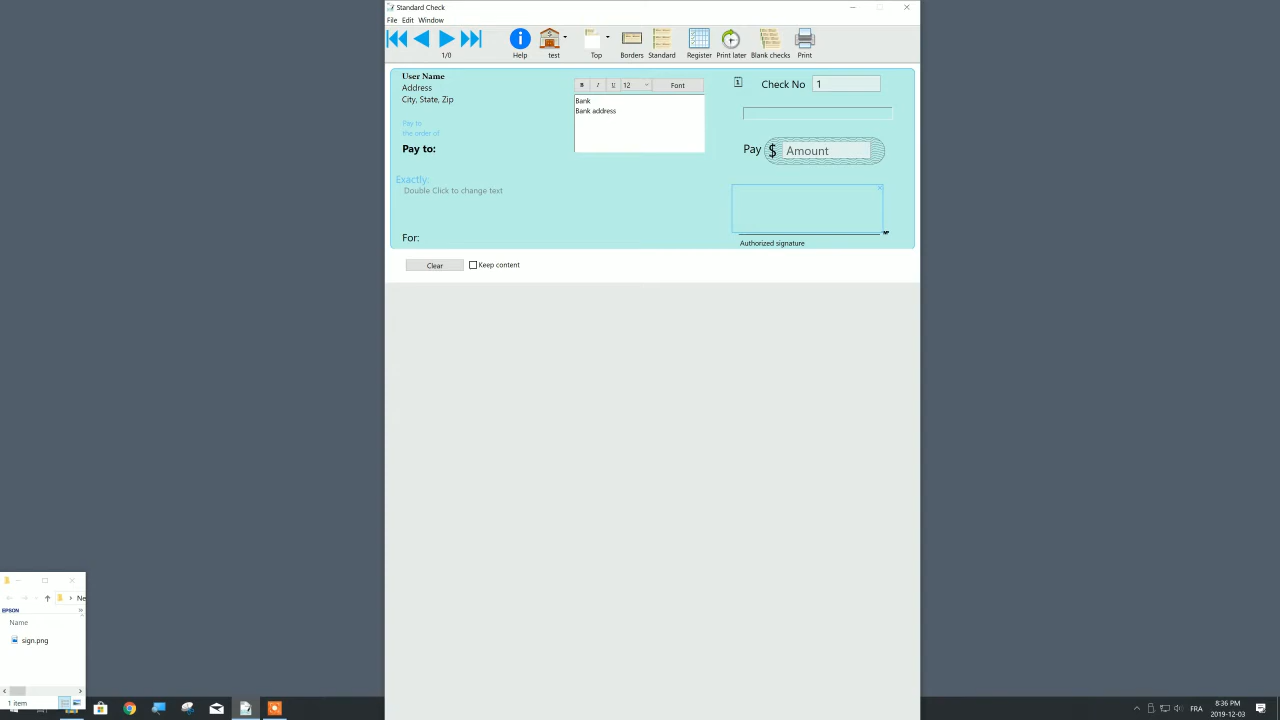 Standard Check
File Edit Window
1/0
Help
test
Top
Borders
Standard
Register
Print later
Blank checks
Print
User Name
Address
City, State, Zip
Pay to
the order of
Pay to:
B I U 12 Font
Bank
Bank address
1
Check No 1
Pay $ Amount
Exactly:
Double Click to change text
For:
Authorized signature
Clear
Keep content
Ne
EPSON
Name
sign.png
1 item
FRA
8:36 PM
2019-12-03